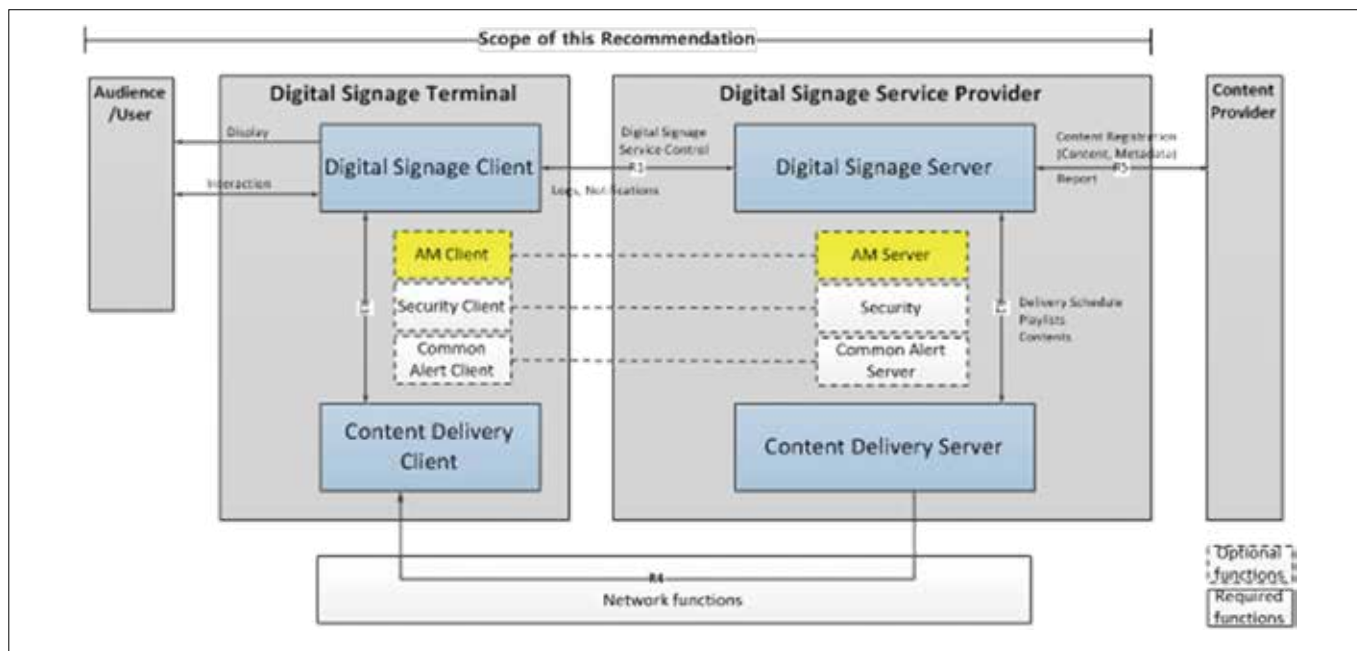 Scope of this Recommendation
Audience
/User
Digital Signage Terminal
Digital Signage Service Provider
Content
Provider
Display
Interaction
Digital Signage Client
Digital Signage
Service Control
Logs, Notifications
Digital Signage Server
Content Registration
(Content, Metadata)
R5
Report
AM Client
AM Server
Security Client
Security
Common
Alert Client
Common Alert
Server
Delivery Schedule
Playlists
Contents
Content Delivery
Client
Content Delivery Server
R4
Network functions
Optional
functions
Required
functions